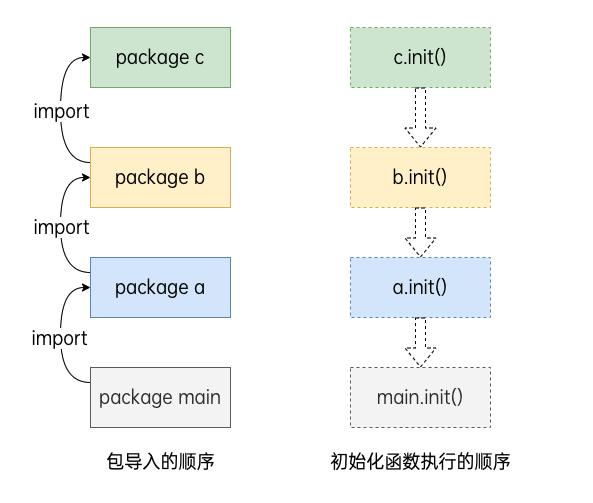 package c
c.init()
import
package b
b.init()
import
package a
a.init()
import
package main
main.init()
包导入的顺序
初始化函数执行的顺序